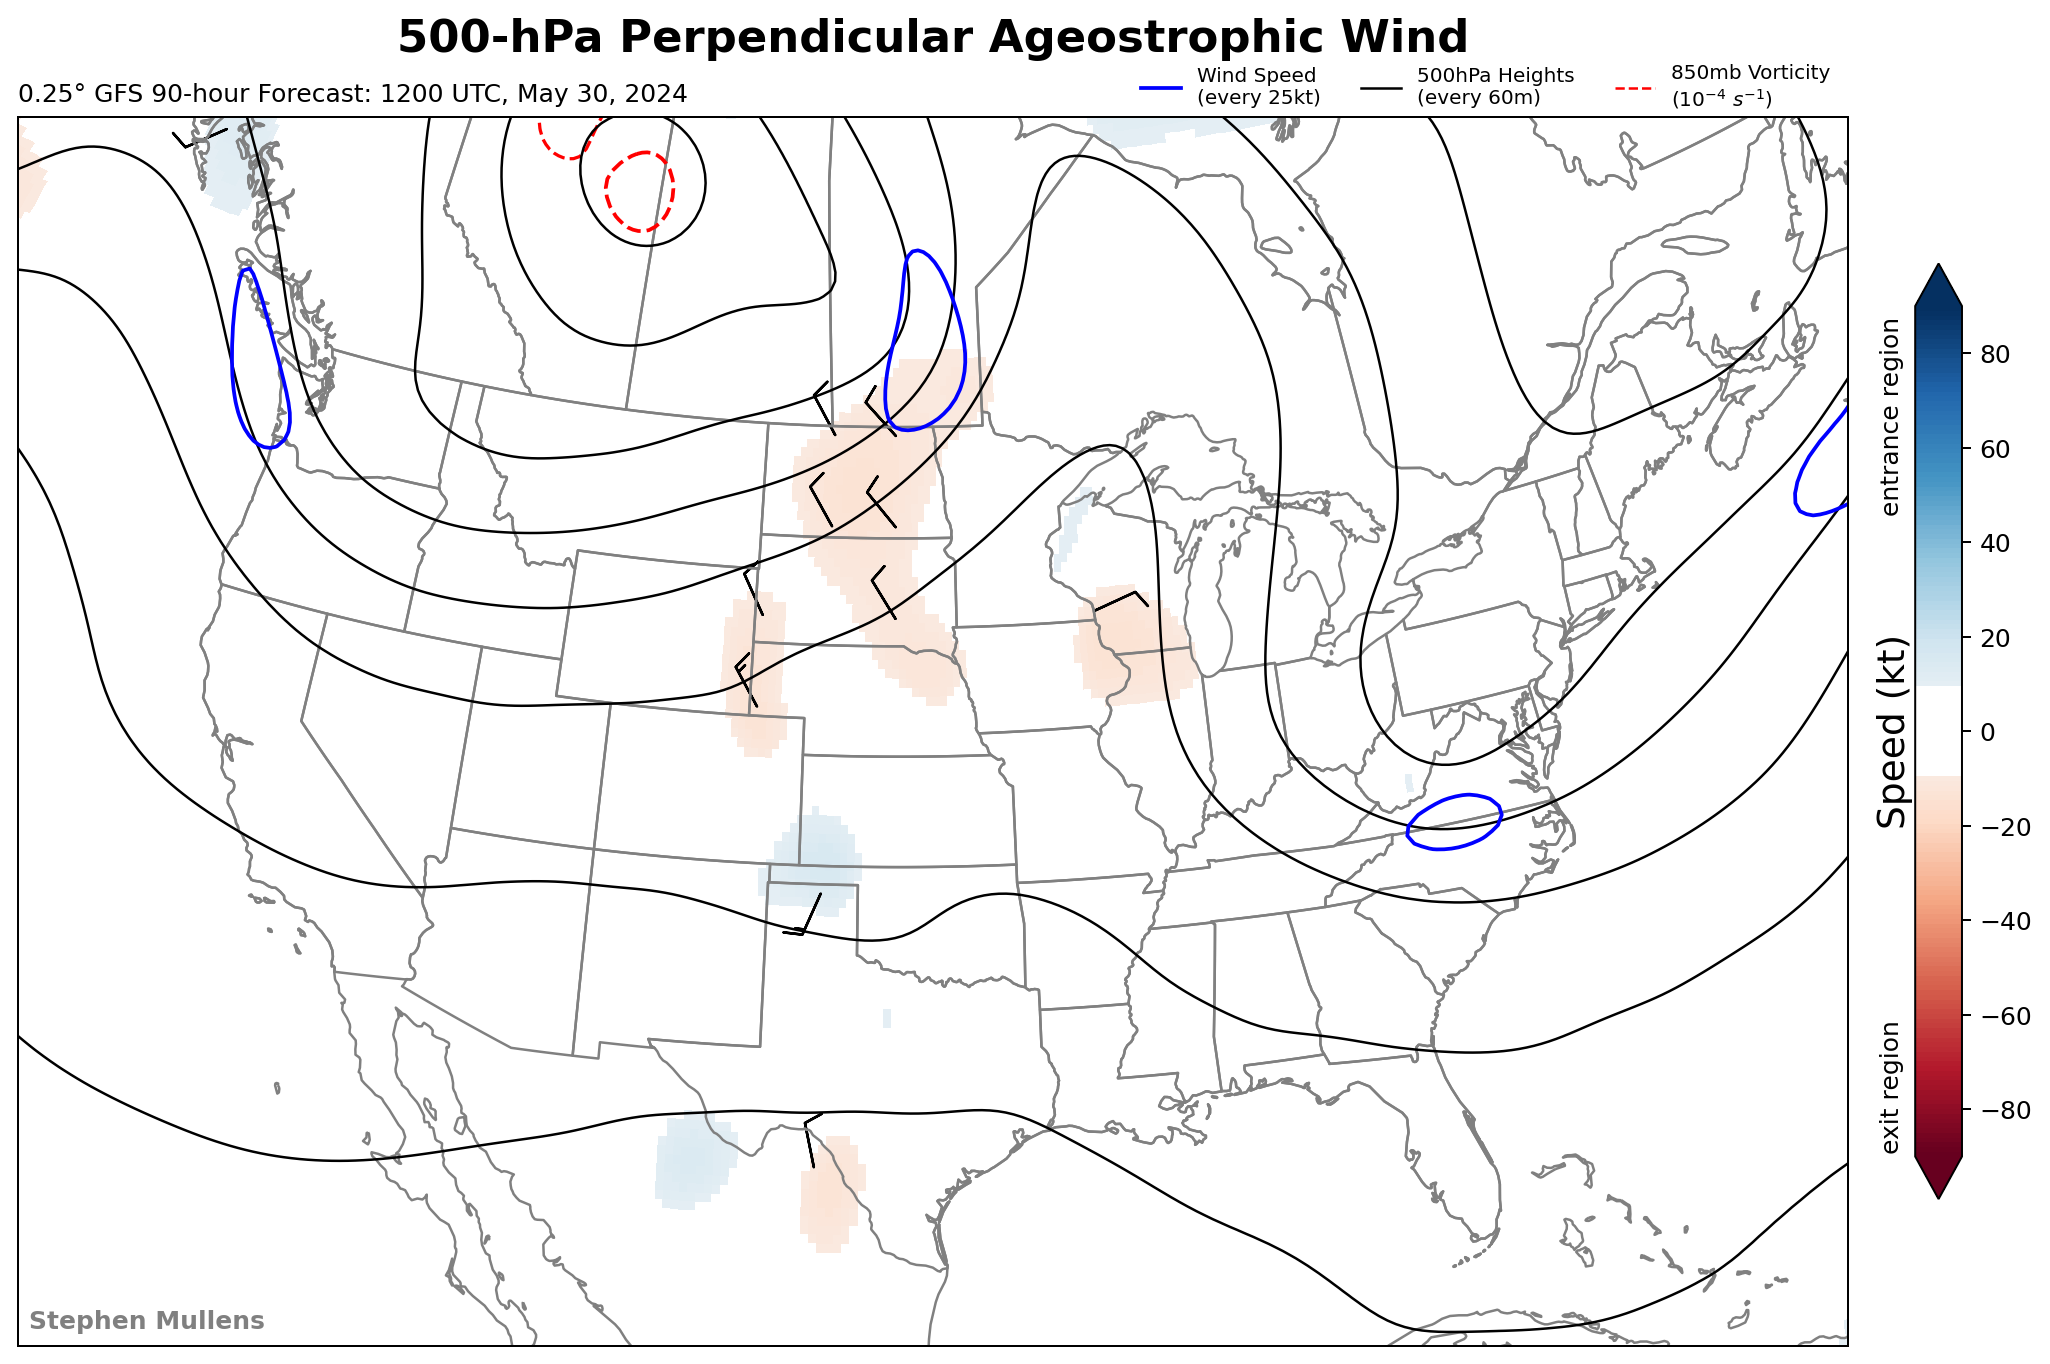 500-hPa Perpendicular Ageostrophic Wind
0.25° GFS 90-hour Forecast: 1200 UTC, May 30, 2024
Wind Speed
(every 25kt)
500hPa Heights
(every 60m)
850mb Vorticity
(10⁻⁴ s⁻¹)
entrance region
Speed (kt)
exit region
80
60
40
20
0
−20
−40
−60
−80
Stephen Mullens